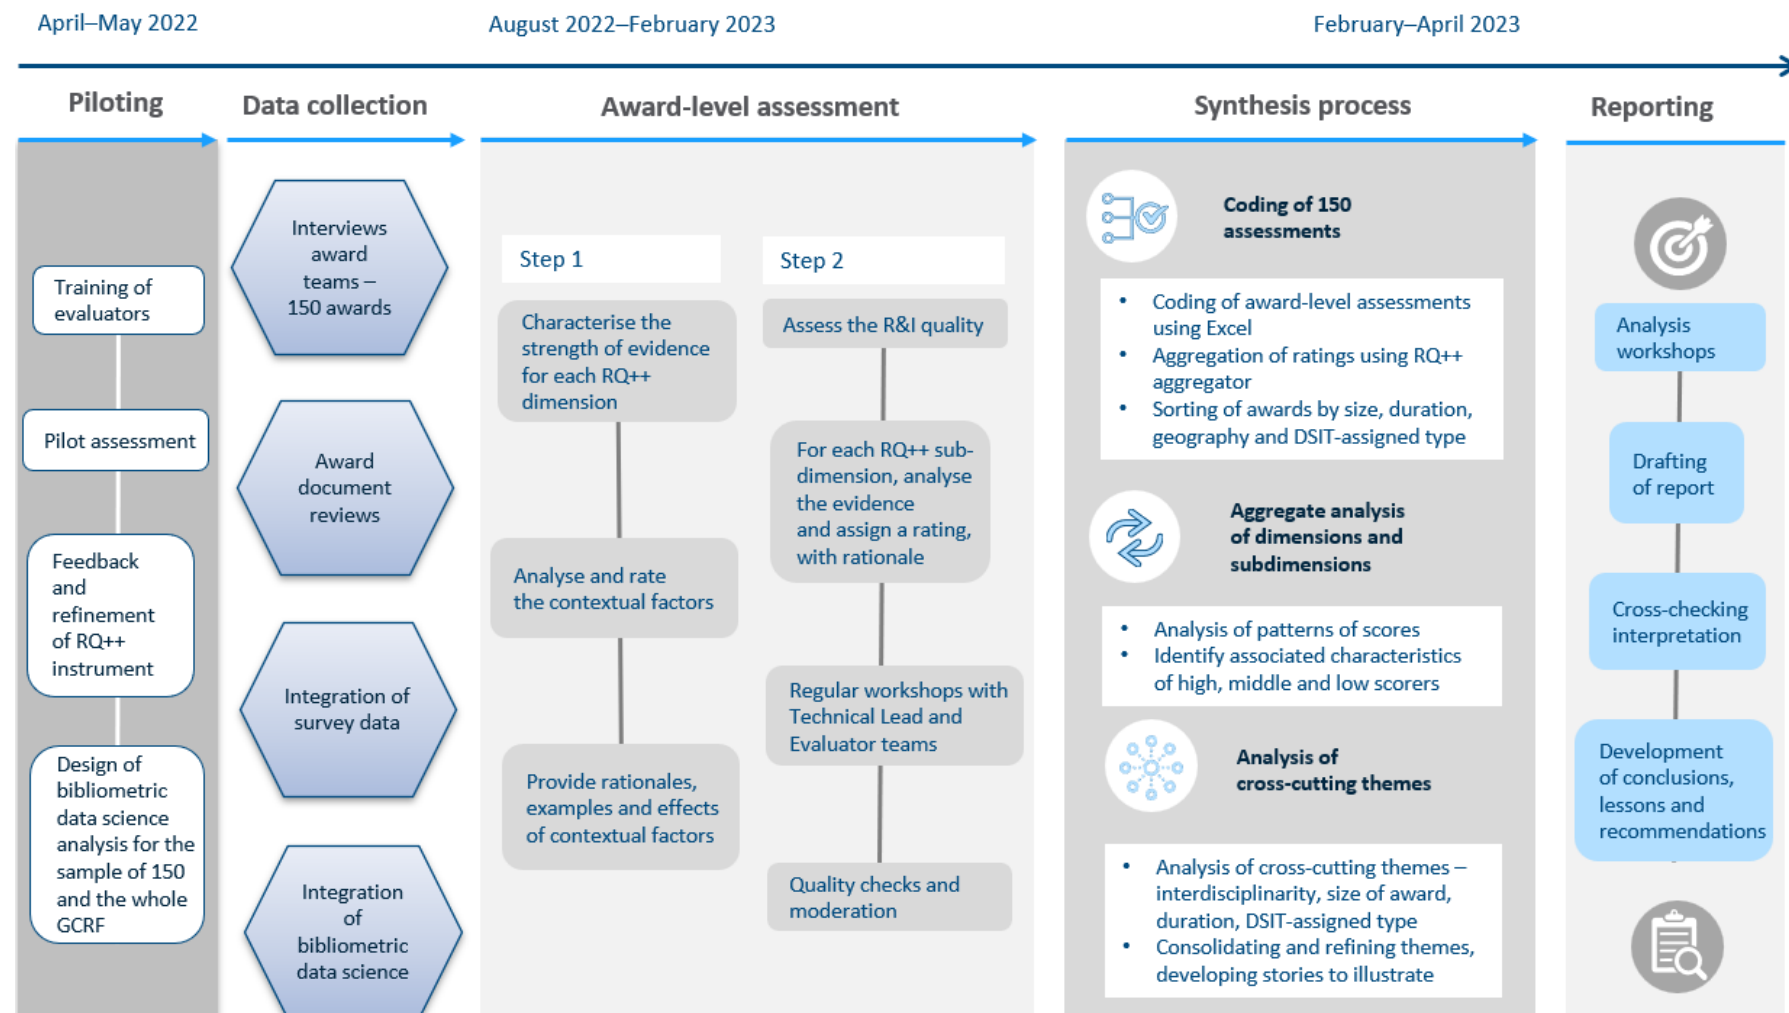 April–May 2022
August 2022–February 2023
February–April 2023
Piloting
Data collection
Award-level assessment
Synthesis process
Reporting
Training of
evaluators
Pilot assessment
Feedback
and
refinement
of RQ++
instrument
Design of
bibliometric
data science
analysis for the
sample of 150
and the whole
GCRF
Interviews
award
teams –
150 awards
Award
document
reviews
Integration of
survey data
Integration
of
bibliometric
data science
Step 1
Characterise the
strength of evidence
for each RQ++
dimension
Analyse and rate
the contextual factors
Provide rationales,
examples and effects
of contextual factors
Step 2
Assess the R&I quality
For each RQ++ sub-
dimension, analyse
the evidence
and assign a rating,
with rationale
Regular workshops with
Technical Lead and
Evaluator teams
Quality checks and
moderation
Coding of 150
assessments
• Coding of award-level assessments
using Excel
• Aggregation of ratings using RQ++
aggregator
• Sorting of awards by size, duration,
geography and DSIT-assigned type
Aggregate analysis
of dimensions and
subdimensions
• Analysis of patterns of scores
• Identify associated characteristics
of high, middle and low scorers
Analysis of
cross-cutting themes
• Analysis of cross-cutting themes –
interdisciplinarity, size of award,
duration, DSIT-assigned type
• Consolidating and refining themes,
developing stories to illustrate
Analysis
workshops
Drafting
of report
Cross-checking
interpretation
Development
of conclusions,
lessons and
recommendations